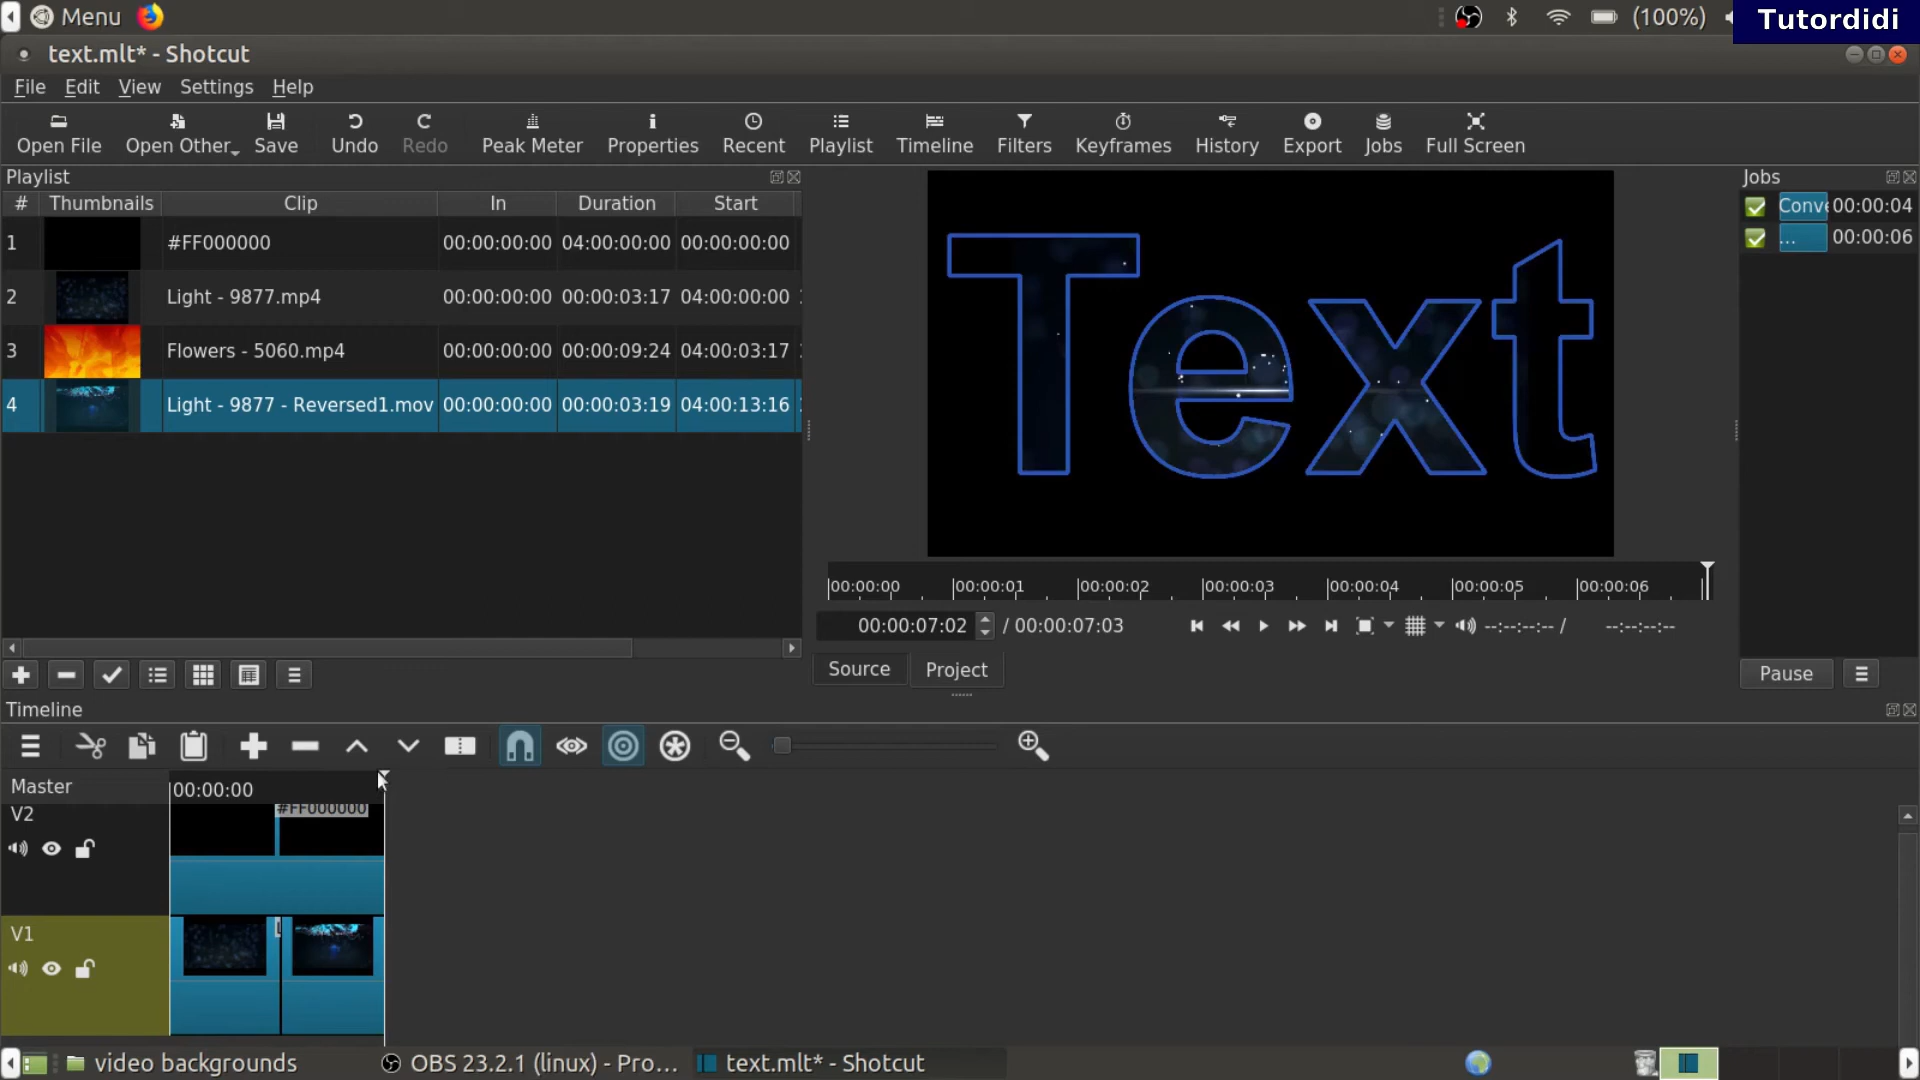 Menu
(100%)
Tutordidi
text.mlt* - Shotcut
File Edit View Settings Help
Open File Open Other Save Undo Redo Peak Meter Properties Recent Playlist Timeline Filters Keyframes History Export Jobs Full Screen
Playlist
# Thumbnails Clip In Duration Start
1 #FF000000 00:00:00:00 04:00:00:00 00:00:00:00
2 Light - 9877.mp4 00:00:00:00 00:00:03:17 04:00:00:00
3 Flowers - 5060.mp4 00:00:00:00 00:00:09:24 04:00:03:17
4 Light - 9877 - Reversed1.mov 00:00:00:00 00:00:03:19 04:00:13:16
Text
Jobs
Conve 00:00:04
... 00:00:06
00:00:00 00:00:01 00:00:02 00:00:03 00:00:04 00:00:05 00:00:06
00:00:07:02 / 00:00:07:03 --:--:--:-- / --:--:--:--
Source Project
Pause
Timeline
Master
00:00:00
V2
#FF000000
V1
video backgrounds OBS 23.2.1 (linux) - Pro... text.mlt* - Shotcut